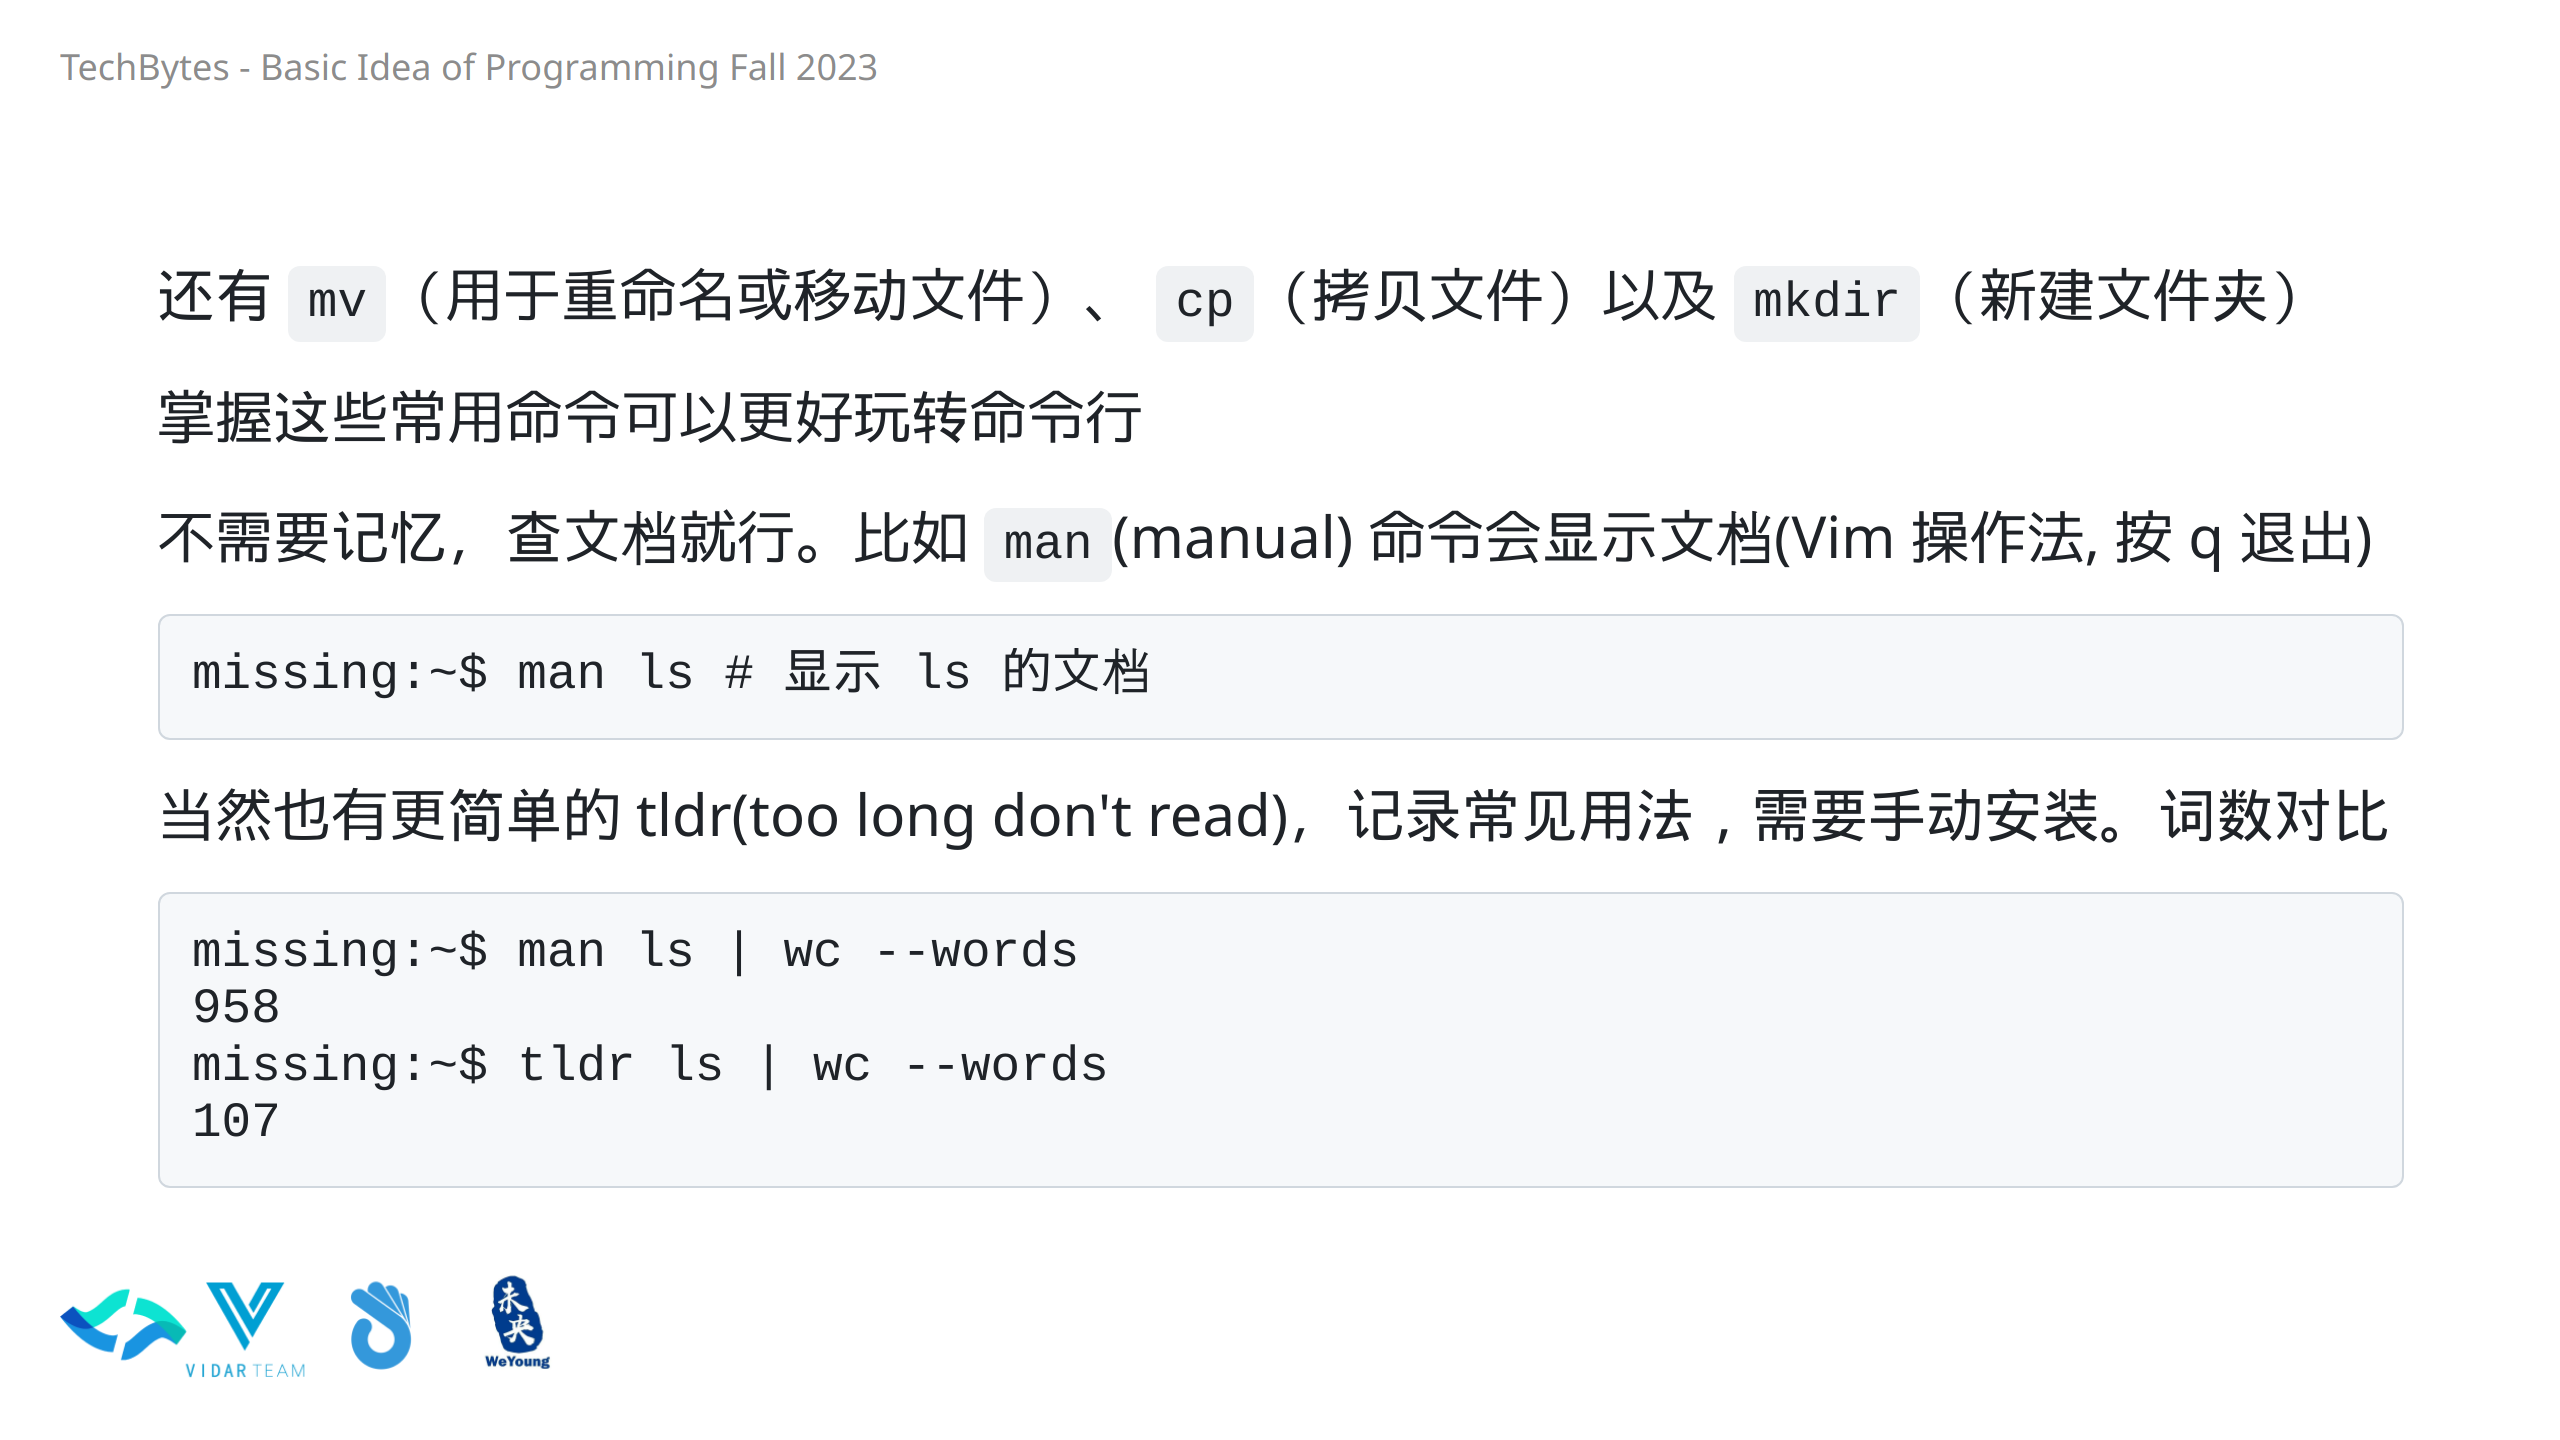 TechBytes - Basic Idea of Programming Fall 2023
还有 mv（用于重命名或移动文件）、 cp（拷贝文件）以及 mkdir（新建文件夹）
掌握这些常用命令可以更好玩转命令行
不需要记忆，查文档就行。比如 man(manual) 命令会显示文档(Vim 操作法, 按 q 退出)
missing:~$ man ls # 显示 ls 的文档
当然也有更简单的 tldr(too long don't read)，记录常见用法，需要手动安装。词数对比
missing:~$ man ls | wc --words
958
missing:~$ tldr ls | wc --words
107
VIDAR TEAM
未央
WeYoung